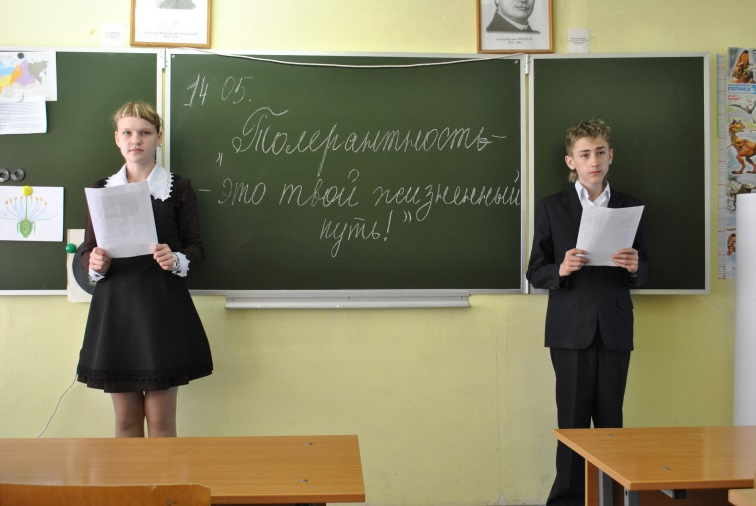 14 05.
„Толерантность-
- это твой жизненный
путь!”